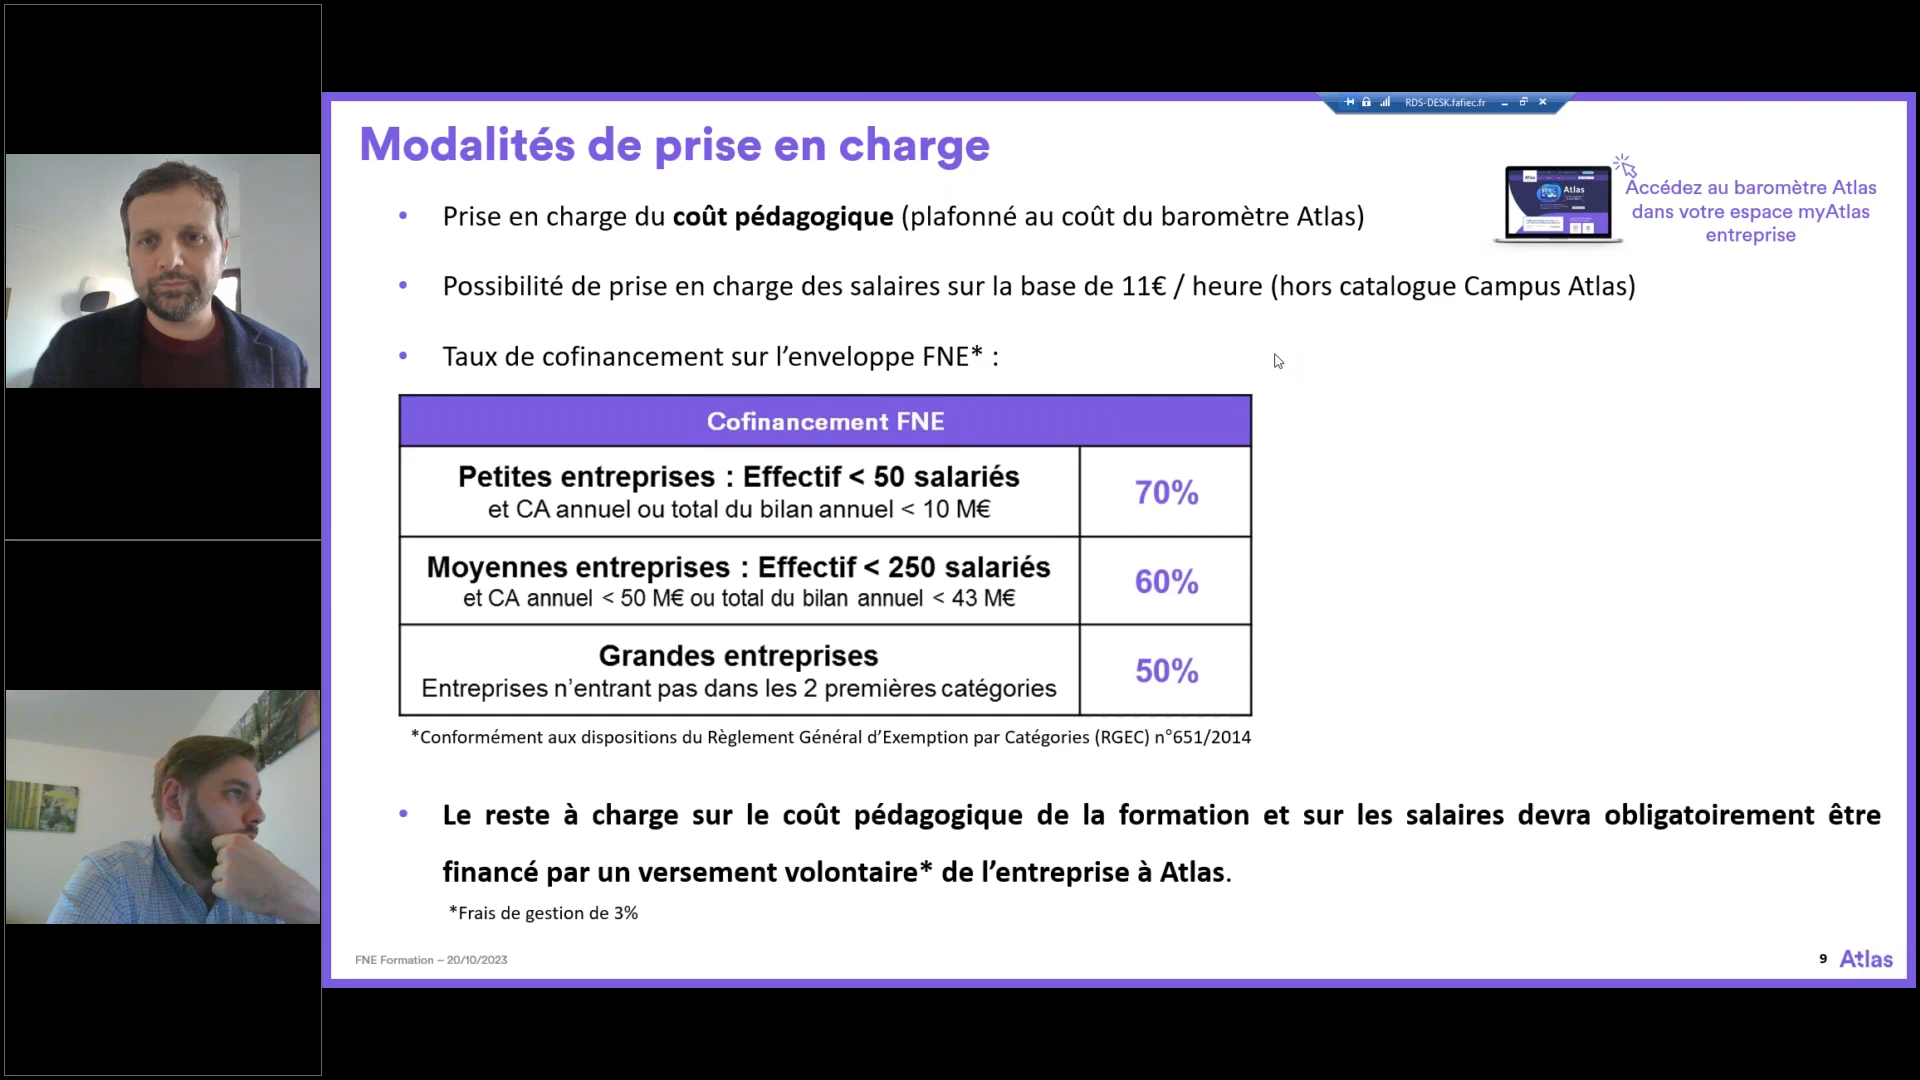 RDS-DESK.fafiec.fr
Modalités de prise en charge
Accédez au baromètre Atlas
dans votre espace myAtlas
entreprise
Atlas
• Prise en charge du coût pédagogique (plafonné au coût du baromètre Atlas)
• Possibilité de prise en charge des salaires sur la base de 11€ / heure (hors catalogue Campus Atlas)
• Taux de cofinancement sur l’enveloppe FNE* :
Cofinancement FNE
Petites entreprises : Effectif < 50 salariés
et CA annuel ou total du bilan annuel < 10 M€
70%
Moyennes entreprises : Effectif < 250 salariés
et CA annuel < 50 M€ ou total du bilan annuel < 43 M€
60%
Grandes entreprises
Entreprises n’entrant pas dans les 2 premières catégories
50%
*Conformément aux dispositions du Règlement Général d’Exemption par Catégories (RGEC) n°651/2014
• Le reste à charge sur le coût pédagogique de la formation et sur les salaires devra obligatoirement être
financé par un versement volontaire* de l’entreprise à Atlas.
*Frais de gestion de 3%
FNE Formation – 20/10/2023
9 Atlas